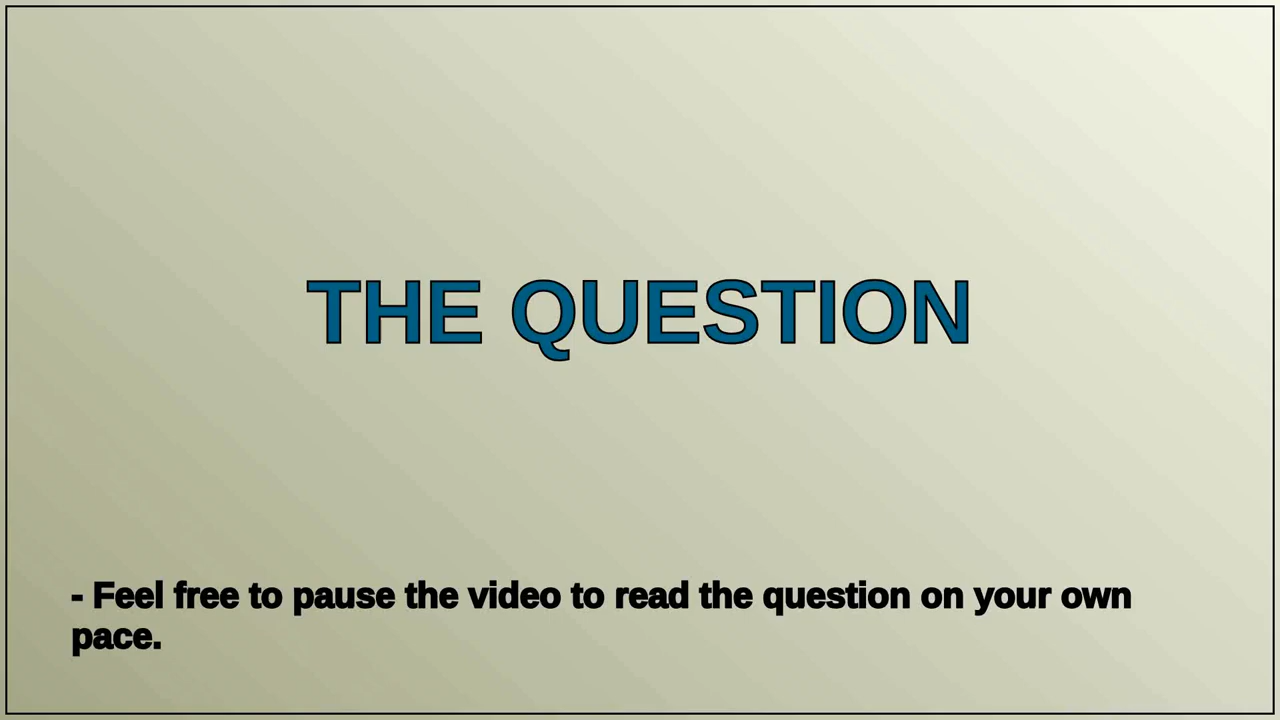 THE QUESTION
- Feel free to pause the video to read the question on your own
pace.